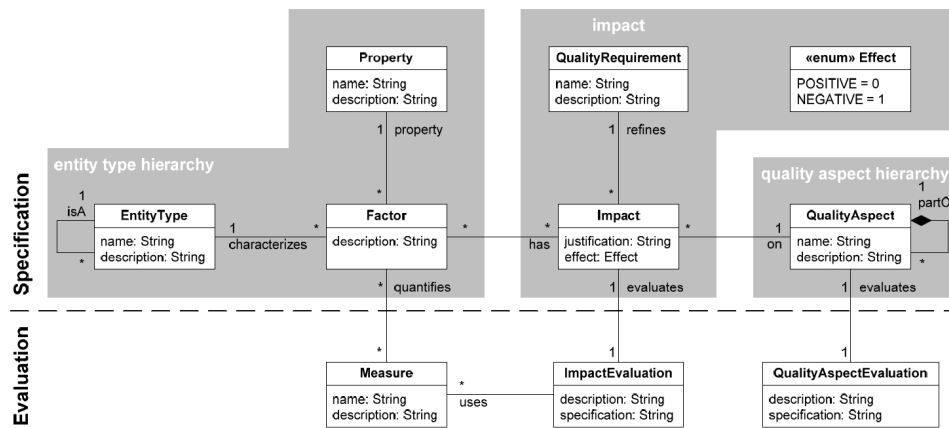 impact
Property
name: String
description: String
QualityRequirement
name: String
description: String
«enum» Effect
POSITIVE = 0
NEGATIVE = 1
1 property
1 refines
entity type hierarchy
quality aspect hierarchy
Specification
1
isA
*
EntityType
name: String
description: String
1
characterizes
*
*
Factor
description: String
*
*
has
*
Impact
justification: String
effect: Effect
*
1
on
QualityAspect
name: String
description: String
1
partO
*
* quantifies
1 evaluates
1 evaluates
Evaluation
*
1
1
Measure
name: String
description: String
*
uses
ImpactEvaluation
description: String
specification: String
QualityAspectEvaluation
description: String
specification: String